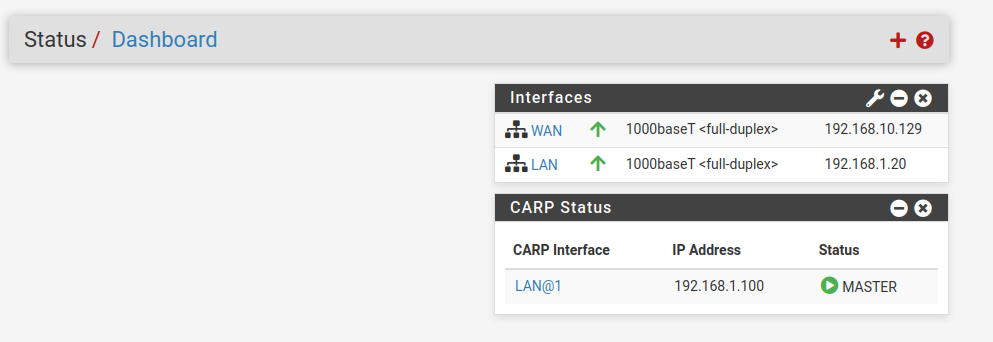 Status / Dashboard
Interfaces
WAN 1000baseT <full-duplex> 192.168.10.129
LAN 1000baseT <full-duplex> 192.168.1.20
CARP Status
CARP Interface IP Address Status
LAN@1 192.168.1.100 MASTER